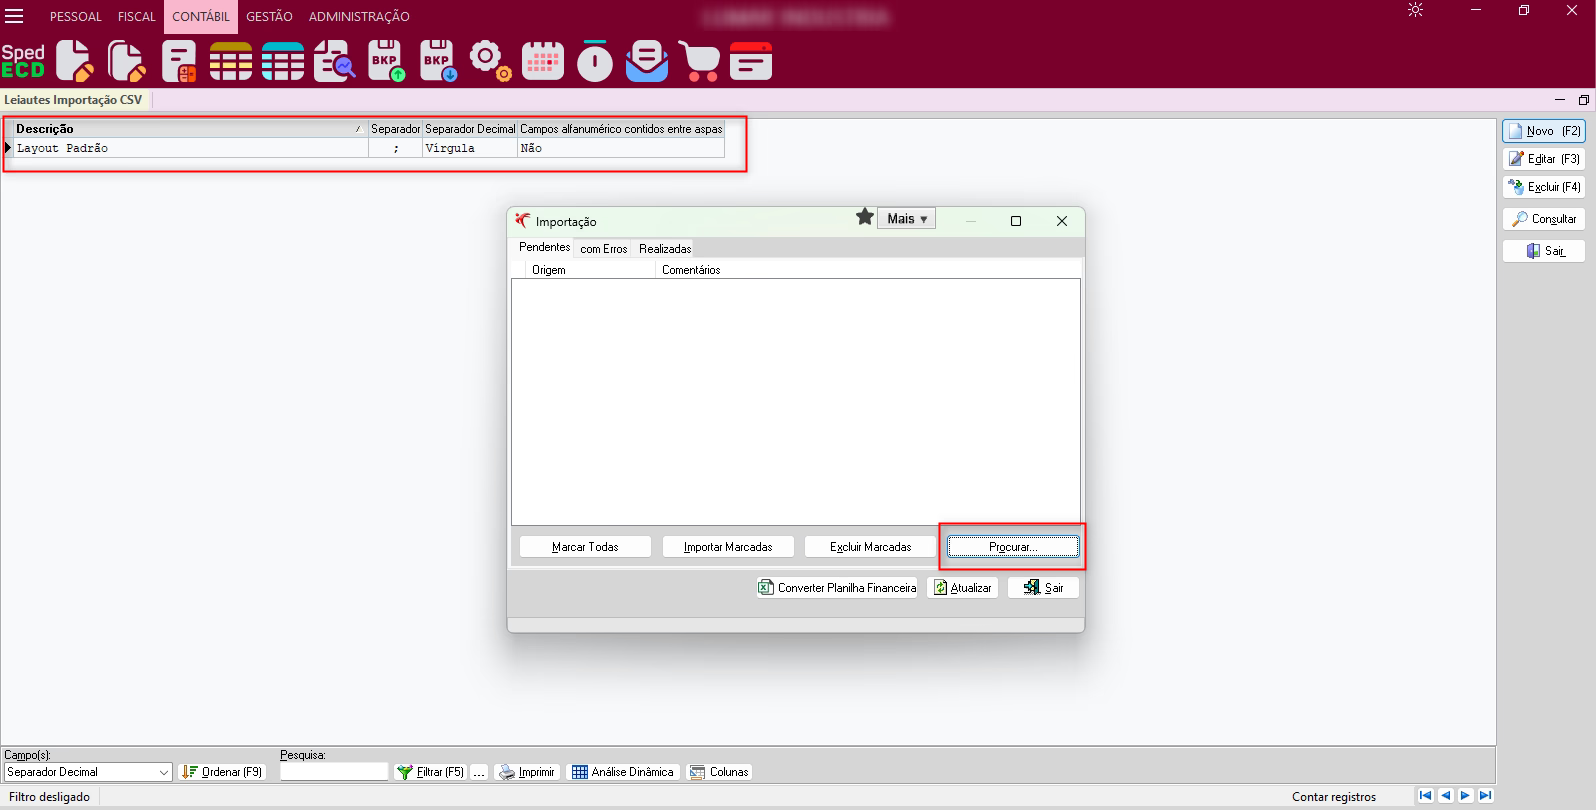 PESSOAL FISCAL CONTÁBIL GESTÃO ADMINISTRAÇÃO
Sped ECD BKP BKP
Leiautes Importação CSV
Descrição Separador Separador Decimal Campos alfanumérico contidos entre aspas
Layout Padrão ; Vírgula Não
Novo (F2)
Editar (F3)
Excluir (F4)
Consultar
Sair
Importação Mais
Pendentes com Erros Realizadas
Origem Comentários
Marcar Todas Importar Marcadas Excluir Marcadas Procurar...
Converter Planilha Financeira Atualizar Sair
Campo(s): Pesquisa:
Separador Decimal Ordenar (F9) Filtrar (F5) ... Imprimir Análise Dinâmica Colunas
Filtro desligado Contar registros